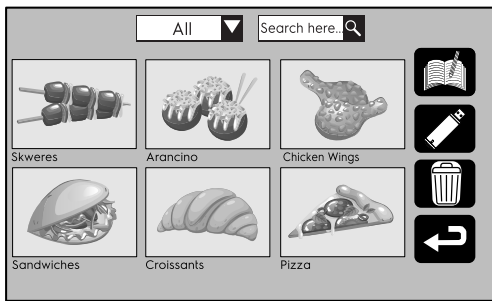 All
Search here...
Skweres
Arancino
Chicken Wings
Sandwiches
Croissants
Pizza